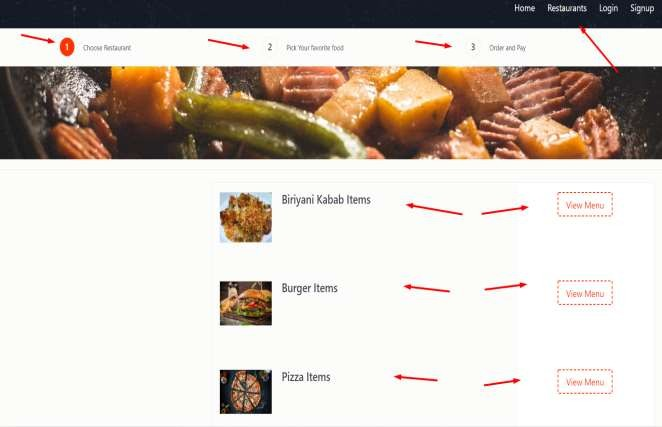 Home Restaurants Login Signup
1 Choose Restaurant 2 Pick Your favorite food 3 Order and Pay
Biriyani Kabab Items View Menu
Burger Items View Menu
Pizza Items View Menu